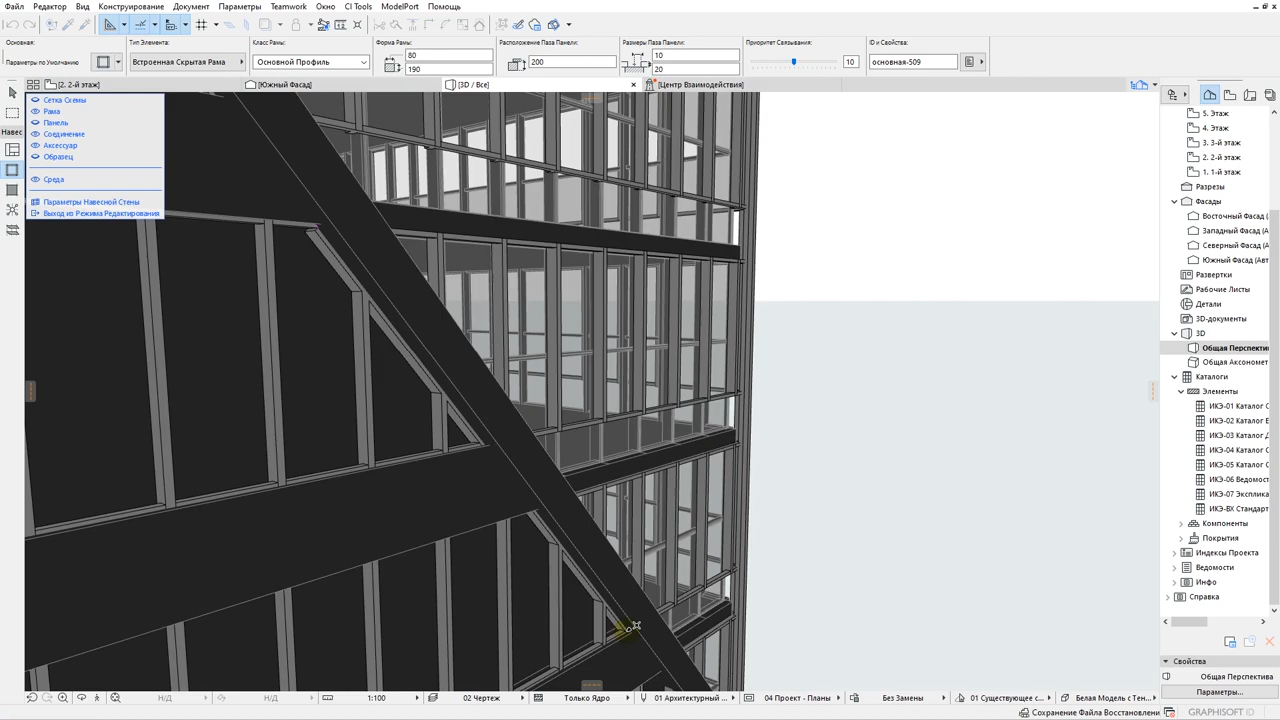 Файл Редактор Вид Конструирование Документ Параметры Teamwork Окно CI Tools ModelPort Помощь
Основная: Тип Элемента: Класс Рамы: Форма Рамы: Расположение Паза Панели: Размеры Паза Панели: Приоритет Связывания: ID и Свойства:
Параметры по Умолчанию Встроенная Скрытая Рама Основной Профиль 80 190 200 10 20 10 основная-509
[2. 2-й этаж] [Южный Фасад] [3D / Все] [Центр Взаимодействия]
Навес
Сетка Схемы
Рама
Панель
Соединение
Аксессуар
Образец
Среда
Параметры Навесной Стены
Выход из Режима Редактирования
5. Этаж
4. Этаж
3. 3-й этаж
2. 2-й этаж
1. 1-й этаж
Разрезы
Фасады
Восточный Фасад (
Западный Фасад (А
Северный Фасад (А
Южный Фасад (Авт
Развертки
Рабочие Листы
Детали
3D-документы
3D
Общая Перспекти
Общая Аксономет
Каталоги
Элементы
ИКЭ-01 Каталог С
ИКЭ-02 Каталог Е
ИКЭ-03 Каталог Д
ИКЭ-04 Каталог С
ИКЭ-05 Каталог С
ИКЭ-06 Ведомост
ИКЭ-07 Эксплика
ИКЭ-ВХ Стандарт
Компоненты
Покрытия
Индексы Проекта
Ведомости
Инфо
Справка
Свойства
Общая Перспектива
Параметры...
Н/Д Н/Д 1:100 02 Чертеж Только Ядро 01 Архитектурный ... 04 Проект - Планы Без Замены 01 Существующее с... Белая Модель с Тен...
Сохранение Файла Восстановлени GRAPHISOFT ID